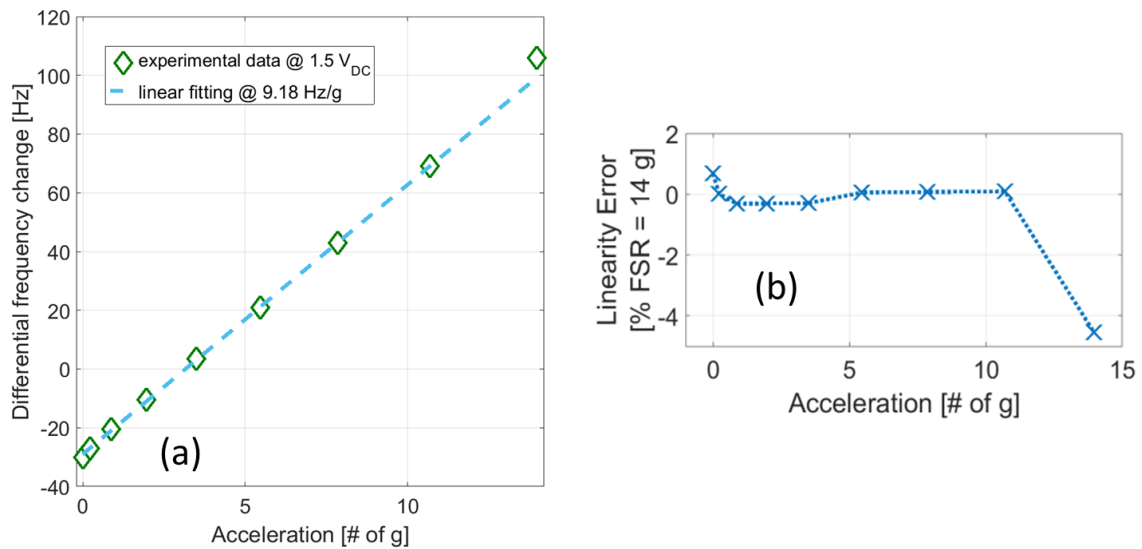 120
100
80
60
40
20
0
-20
-40
Differential frequency change [Hz]
experimental data @ 1.5 V_DC
linear fitting @ 9.18 Hz/g
(a)
0 5 10
Acceleration [# of g]
2
0
-2
-4
Linearity Error
[% FSR = 14 g]
(b)
0 5 10 15
Acceleration [# of g]